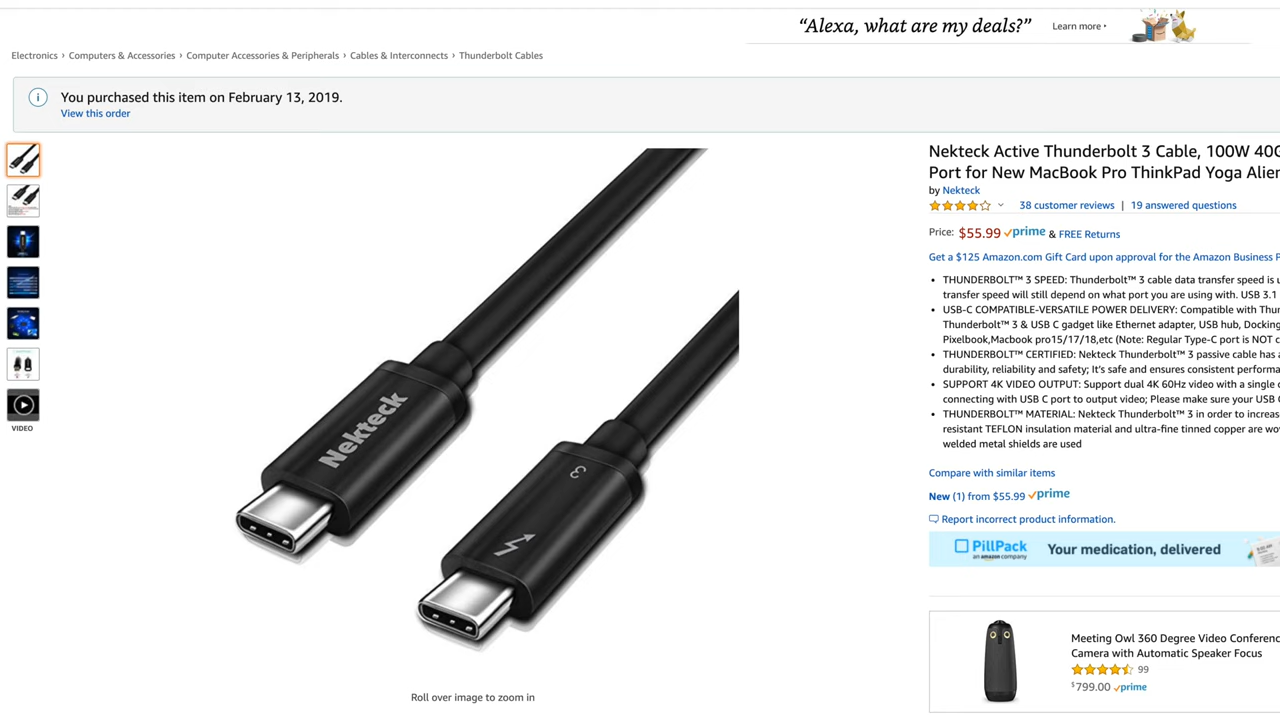 “Alexa, what are my deals?” Learn more ›
Electronics › Computers & Accessories › Computer Accessories & Peripherals › Cables & Interconnects › Thunderbolt Cables
You purchased this item on February 13, 2019.
View this order
VIDEO
Nekteck
3
Roll over image to zoom in
Nekteck Active Thunderbolt 3 Cable, 100W 40G
Port for New MacBook Pro ThinkPad Yoga Alien
by Nekteck
38 customer reviews | 19 answered questions
Price: $55.99 prime & FREE Returns
Get a $125 Amazon.com Gift Card upon approval for the Amazon Business P
• THUNDERBOLT™ 3 SPEED: Thunderbolt™ 3 cable data transfer speed is u
transfer speed will still depend on what port you are using with. USB 3.1
• USB-C COMPATIBLE-VERSATILE POWER DELIVERY: Compatible with Thun
Thunderbolt™ 3 & USB C gadget like Ethernet adapter, USB hub, Docking
Pixelbook,Macbook pro15/17/18,etc (Note: Regular Type-C port is NOT c
• THUNDERBOLT™ CERTIFIED: Nekteck Thunderbolt™ 3 passive cable has a
durability, reliability and safety; It's safe and ensures consistent performa
• SUPPORT 4K VIDEO OUTPUT: Support dual 4K 60Hz video with a single c
connecting with USB C port to output video; Please make sure your USB C
• THUNDERBOLT™ MATERIAL: Nekteck Thunderbolt™ 3 in order to increase
resistant TEFLON insulation material and ultra-fine tinned copper are wov
welded metal shields are used
Compare with similar items
New (1) from $55.99 prime
Report incorrect product information.
PillPack
an amazon company
Your medication, delivered
Meeting Owl 360 Degree Video Conferenc
Camera with Automatic Speaker Focus
99
$799.00 prime